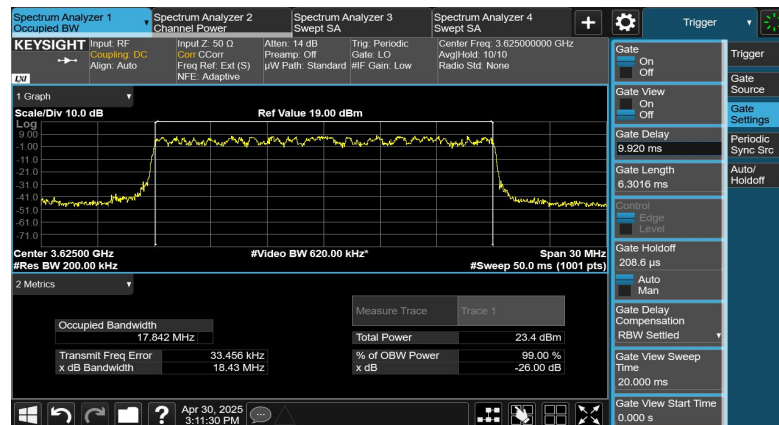 Spectrum Analyzer 1
Occupied BW
Spectrum Analyzer 2
Channel Power
Spectrum Analyzer 3
Swept SA
Spectrum Analyzer 4
Swept SA
+
Trigger
KEYSIGHT
LXI
Input: RF
Coupling: DC
Align: Auto
Input Z: 50 Ω
Corr CCorr
Freq Ref: Ext (S)
NFE: Adaptive
Atten: 14 dB
Preamp: Off
µW Path: Standard
Trig: Periodic
Gate: LO
#IF Gain: Low
Center Freq: 3.625000000 GHz
Avg|Hold: 10/10
Radio Std: None
1 Graph
Scale/Div 10.0 dB
Ref Value 19.00 dBm
Log
9.00
-1.00
-11.0
-21.0
-31.0
-41.0
-51.0
-61.0
-71.0
Center 3.62500 GHz
#Video BW 620.00 kHz*
Span 30 MHz
#Res BW 200.00 kHz
#Sweep 50.0 ms (1001 pts)
2 Metrics
Measure Trace
Trace 1
Occupied Bandwidth
17.842 MHz
Total Power
23.4 dBm
Transmit Freq Error
33.456 kHz
% of OBW Power
99.00 %
x dB Bandwidth
18.43 MHz
x dB
-26.00 dB
?
Apr 30, 2025
3:11:30 PM
Gate
On
Off
Gate View
On
Off
Gate Delay
9.920 ms
Gate Length
6.3016 ms
Control
Edge
Level
Gate Holdoff
208.6 µs
Auto
Man
Gate Delay
Compensation
RBW Settled
Gate View Sweep
Time
20.000 ms
Gate View Start Time
0.000 s
Trigger
Gate
Source
Gate
Settings
Periodic
Sync Src
Auto/
Holdoff